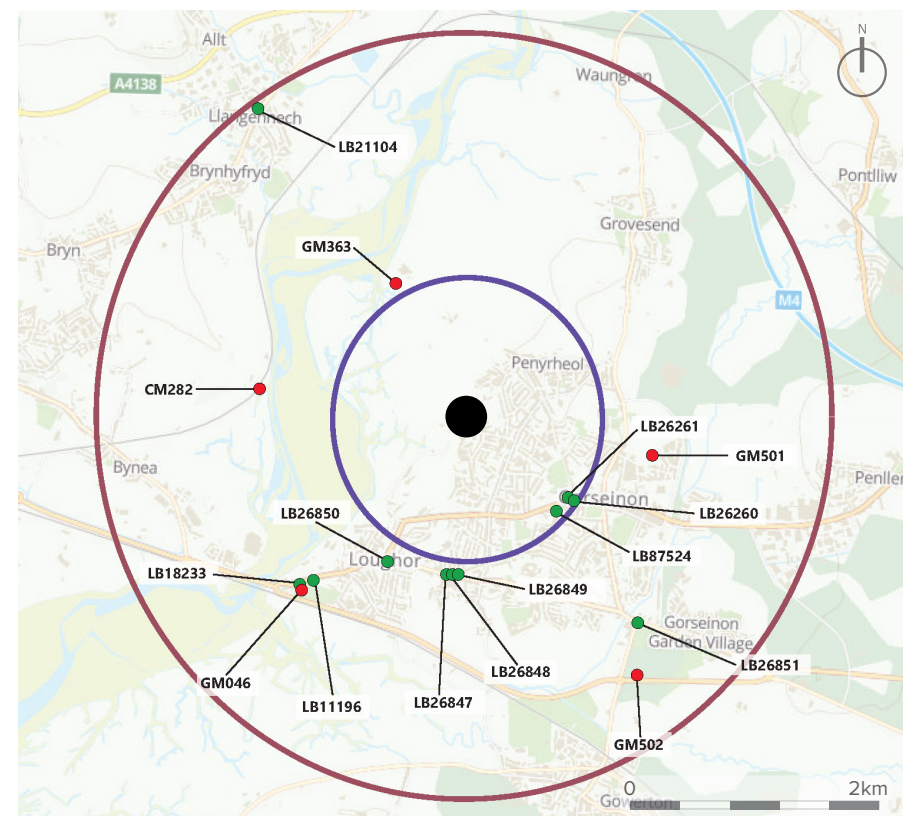 Allt
N
Waungron
A4138
Llangennech
LB21104
Brynhyfryd
Pontlliw
Grovesend
GM363
Bryn
M4
Penyrheol
CM282
LB26261
GM501
Bynea
Penller
Gorseinon
LB26850
LB26260
LB87524
Loughor
LB18233
LB26849
Gorseinon
Garden Village
LB26851
LB26848
GM046
LB11196
LB26847
GM502
0 2km
Gowerton